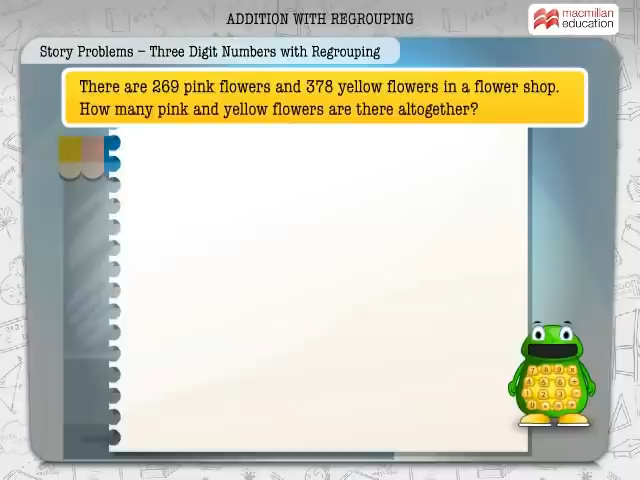 ADDITION WITH REGROUPING
macmillan
education
Story Problems – Three Digit Numbers with Regrouping
There are 269 pink flowers and 378 yellow flowers in a flower shop.
How many pink and yellow flowers are there altogether?